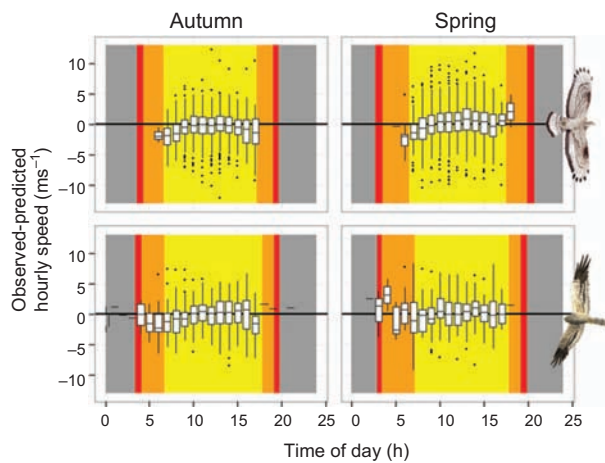 Autumn Spring
10
5
0
−5
−10
10
5
0
−5
−10
0 5 10 15 20 25 0 5 10 15 20 25
Observed-predicted
hourly speed (ms⁻¹)
Time of day (h)